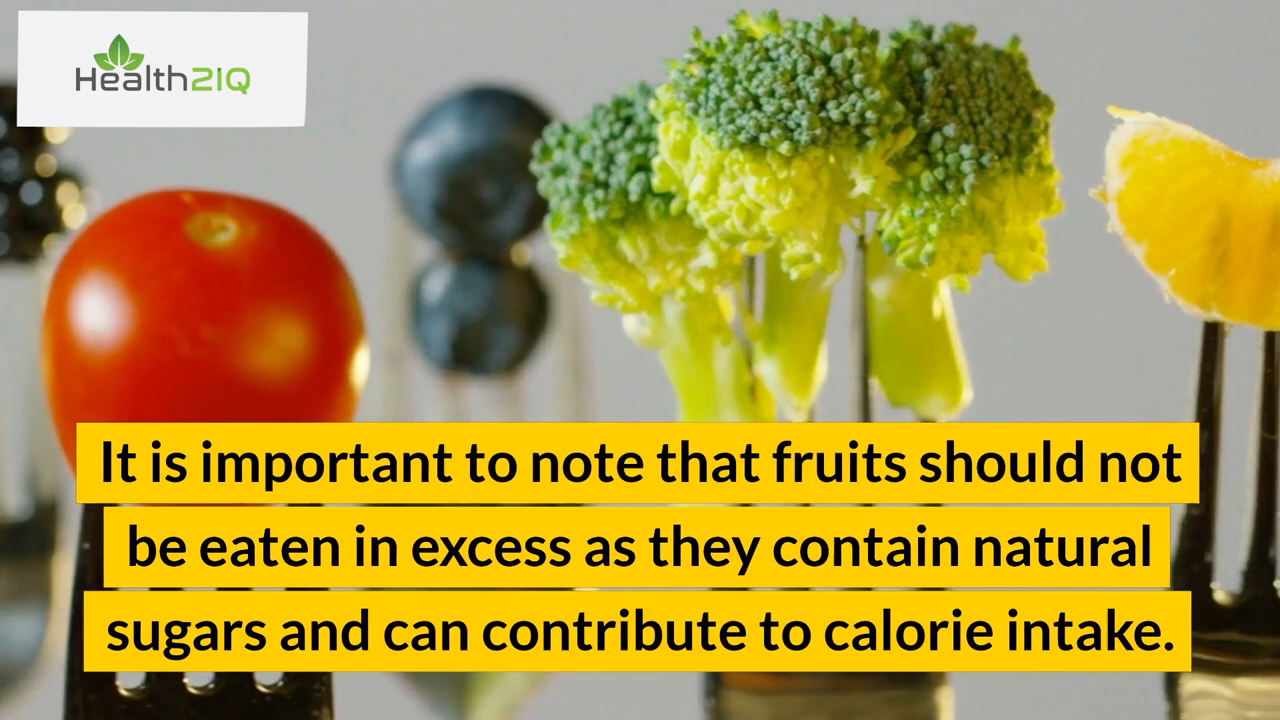 Health2IQ
It is important to note that fruits should not
be eaten in excess as they contain natural
sugars and can contribute to calorie intake.